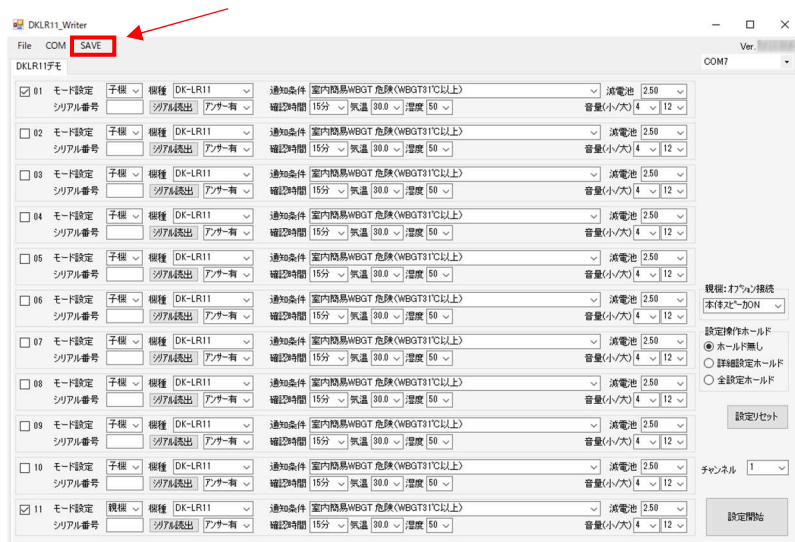 DKLR11_Writer
File COM SAVE
Ver.
DKLR11デモ
COM7
01 モード設定 子機 機種 DK-LR11 通知条件 室内簡易WBGT 危険(WBGT31℃以上) 減電池 2.50
シリアル番号 シリアル読出 アンサー有 確認時間 15分 気温 30.0 湿度 50 音量(小/大) 4 12
02 モード設定 子機 機種 DK-LR11 通知条件 室内簡易WBGT 危険(WBGT31℃以上) 減電池 2.50
シリアル番号 シリアル読出 アンサー有 確認時間 15分 気温 30.0 湿度 50 音量(小/大) 4 12
03 モード設定 子機 機種 DK-LR11 通知条件 室内簡易WBGT 危険(WBGT31℃以上) 減電池 2.50
シリアル番号 シリアル読出 アンサー有 確認時間 15分 気温 30.0 湿度 50 音量(小/大) 4 12
04 モード設定 子機 機種 DK-LR11 通知条件 室内簡易WBGT 危険(WBGT31℃以上) 減電池 2.50
シリアル番号 シリアル読出 アンサー有 確認時間 15分 気温 30.0 湿度 50 音量(小/大) 4 12
05 モード設定 子機 機種 DK-LR11 通知条件 室内簡易WBGT 危険(WBGT31℃以上) 減電池 2.50
シリアル番号 シリアル読出 アンサー有 確認時間 15分 気温 30.0 湿度 50 音量(小/大) 4 12
06 モード設定 子機 機種 DK-LR11 通知条件 室内簡易WBGT 危険(WBGT31℃以上) 減電池 2.50
シリアル番号 シリアル読出 アンサー有 確認時間 15分 気温 30.0 湿度 50 音量(小/大) 4 12
07 モード設定 子機 機種 DK-LR11 通知条件 室内簡易WBGT 危険(WBGT31℃以上) 減電池 2.50
シリアル番号 シリアル読出 アンサー有 確認時間 15分 気温 30.0 湿度 50 音量(小/大) 4 12
08 モード設定 子機 機種 DK-LR11 通知条件 室内簡易WBGT 危険(WBGT31℃以上) 減電池 2.50
シリアル番号 シリアル読出 アンサー有 確認時間 15分 気温 30.0 湿度 50 音量(小/大) 4 12
09 モード設定 子機 機種 DK-LR11 通知条件 室内簡易WBGT 危険(WBGT31℃以上) 減電池 2.50
シリアル番号 シリアル読出 アンサー有 確認時間 15分 気温 30.0 湿度 50 音量(小/大) 4 12
10 モード設定 子機 機種 DK-LR11 通知条件 室内簡易WBGT 危険(WBGT31℃以上) 減電池 2.50
シリアル番号 シリアル読出 アンサー有 確認時間 15分 気温 30.0 湿度 50 音量(小/大) 4 12
11 モード設定 親機 機種 DK-LR11 通知条件 室内簡易WBGT 危険(WBGT31℃以上) 減電池 2.50
シリアル番号 シリアル読出 アンサー有 確認時間 15分 気温 30.0 湿度 50 音量(小/大) 4 12
親機:オプション接続
本体スピーカON
設定操作ホールド
ホールド無し
詳細設定ホールド
全設定ホールド
設定リセット
チャンネル 1
設定開始